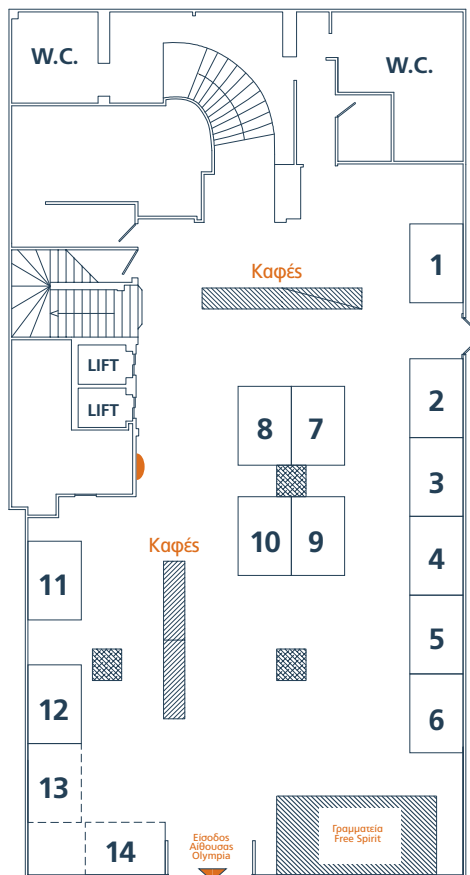 W.C.
W.C.
1
Καφές
LIFT
LIFT
2
8
7
3
10
9
Καφές
4
11
5
12
6
13
14
Είσοδος
Αίθουσας
Olympia
Γραμματεία
Free Spirit